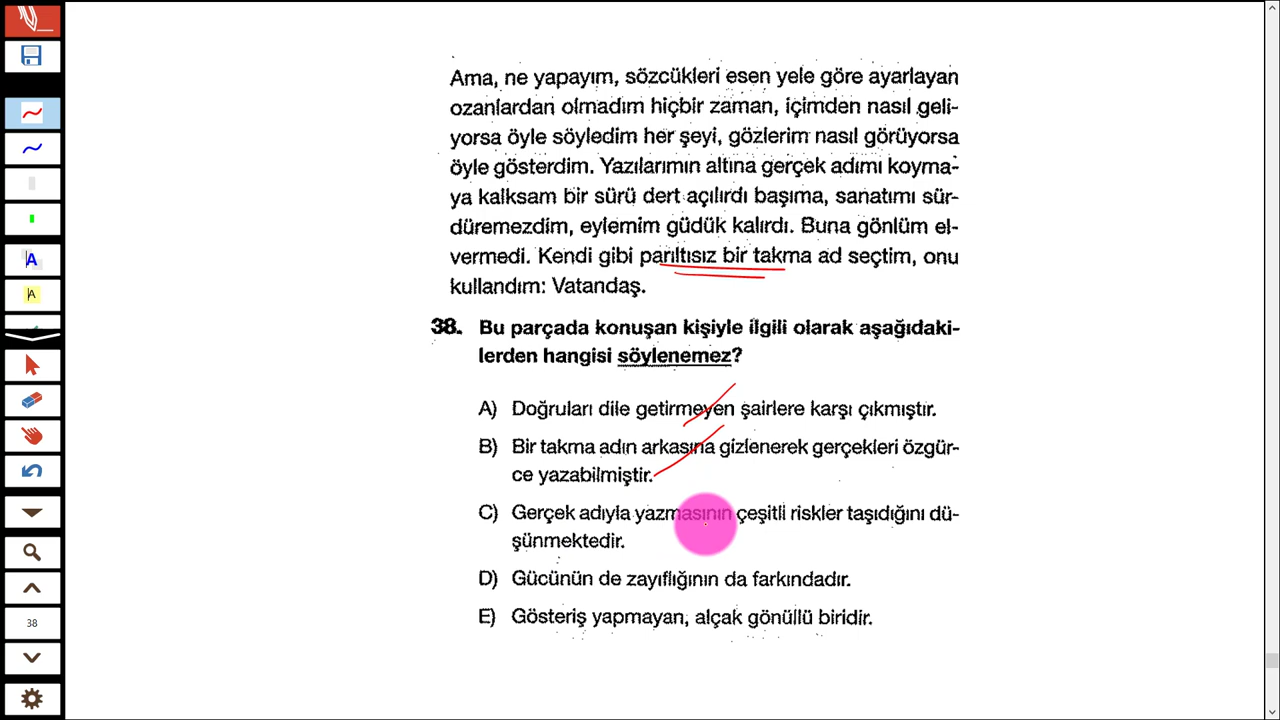 Ama, ne yapayım, sözcükleri esen yele göre ayarlayan
ozanlardan olmadım hiçbir zaman, içimden nasıl geli-
yorsa öyle söyledim her şeyi, gözlerim nasıl görüyorsa
öyle gösterdim. Yazılarımın altına gerçek adımı koyma-
ya kalksam bir sürü dert açılırdı başıma, sanatımı sür-
düremezdim, eylemim güdük kalırdı. Buna gönlüm el-
vermedi. Kendi gibi parıltısız bir takma ad seçtim, onu
kullandım: Vatandaş.
38. Bu parçada konuşan kişiyle ilgili olarak aşağıdaki-
lerden hangisi söylenemez?
A) Doğruları dile getirmeyen şairlere karşı çıkmıştır.
B) Bir takma adın arkasına gizlenerek gerçekleri özgür-
ce yazabilmiştir.
C) Gerçek adıyla yazmasının çeşitli riskler taşıdığını dü-
şünmektedir.
D) Gücünün de zayıflığının da farkındadır.
E) Gösteriş yapmayan, alçak gönüllü biridir.
A
A
38